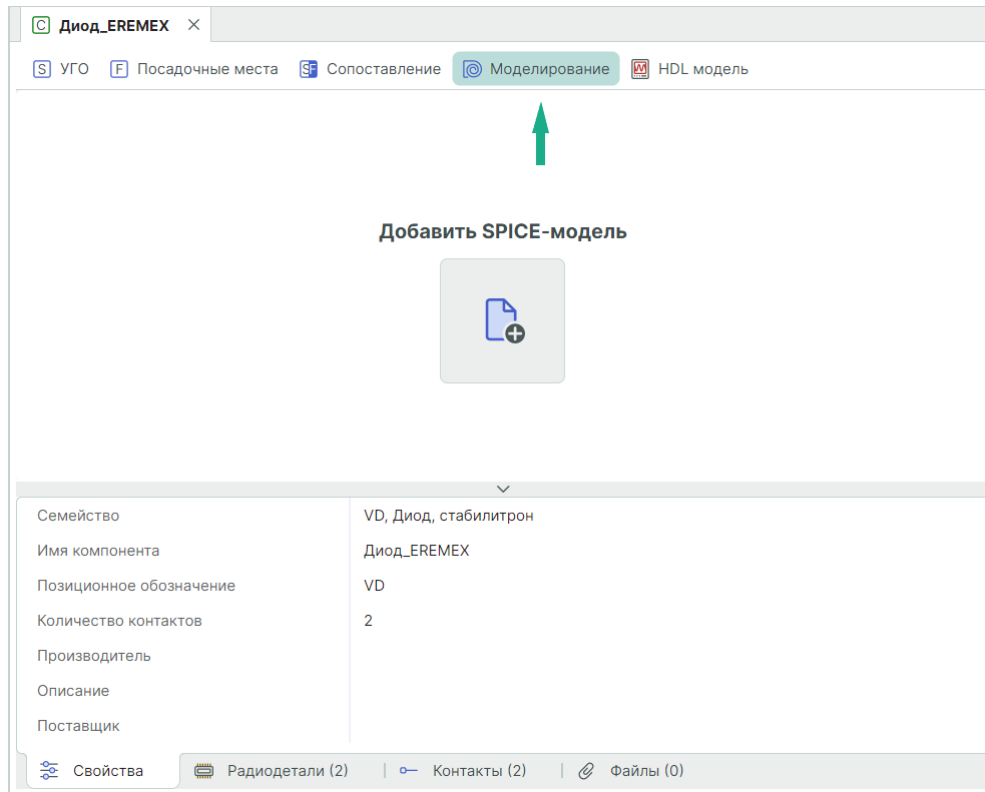 C Диод_EREMEX
S УГО F Посадочные места SF Сопоставление Моделирование HDL модель
Добавить SPICE-модель
Семейство VD, Диод, стабилитрон
Имя компонента Диод_EREMEX
Позиционное обозначение VD
Количество контактов 2
Производитель
Описание
Поставщик
Свойства Радиодетали (2) Контакты (2) Файлы (0)